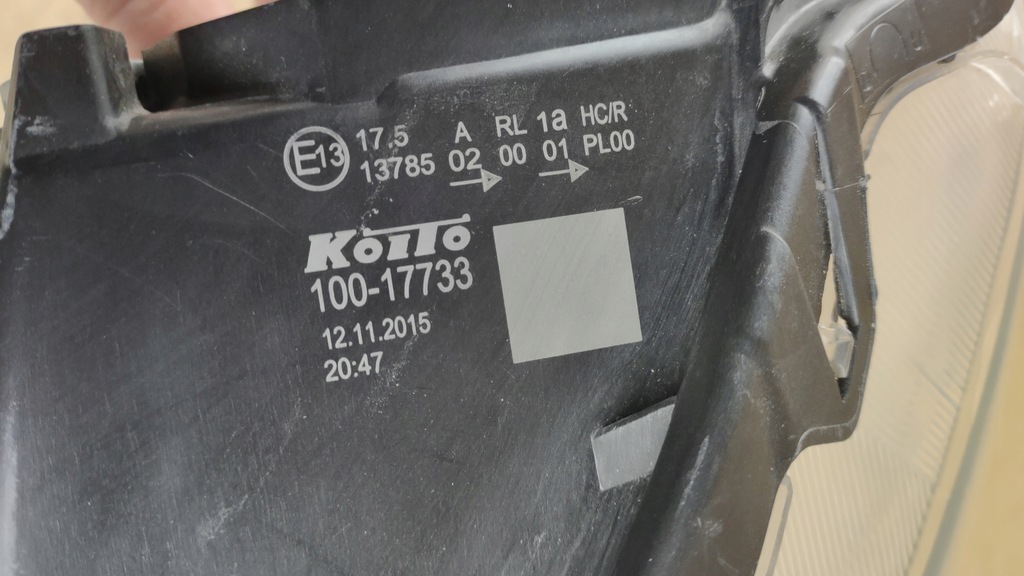 E13 17.5 A RL 1a HC/R
13785 02 00 01 PL00
KOITO
100-17733
12.11.2015
20:47